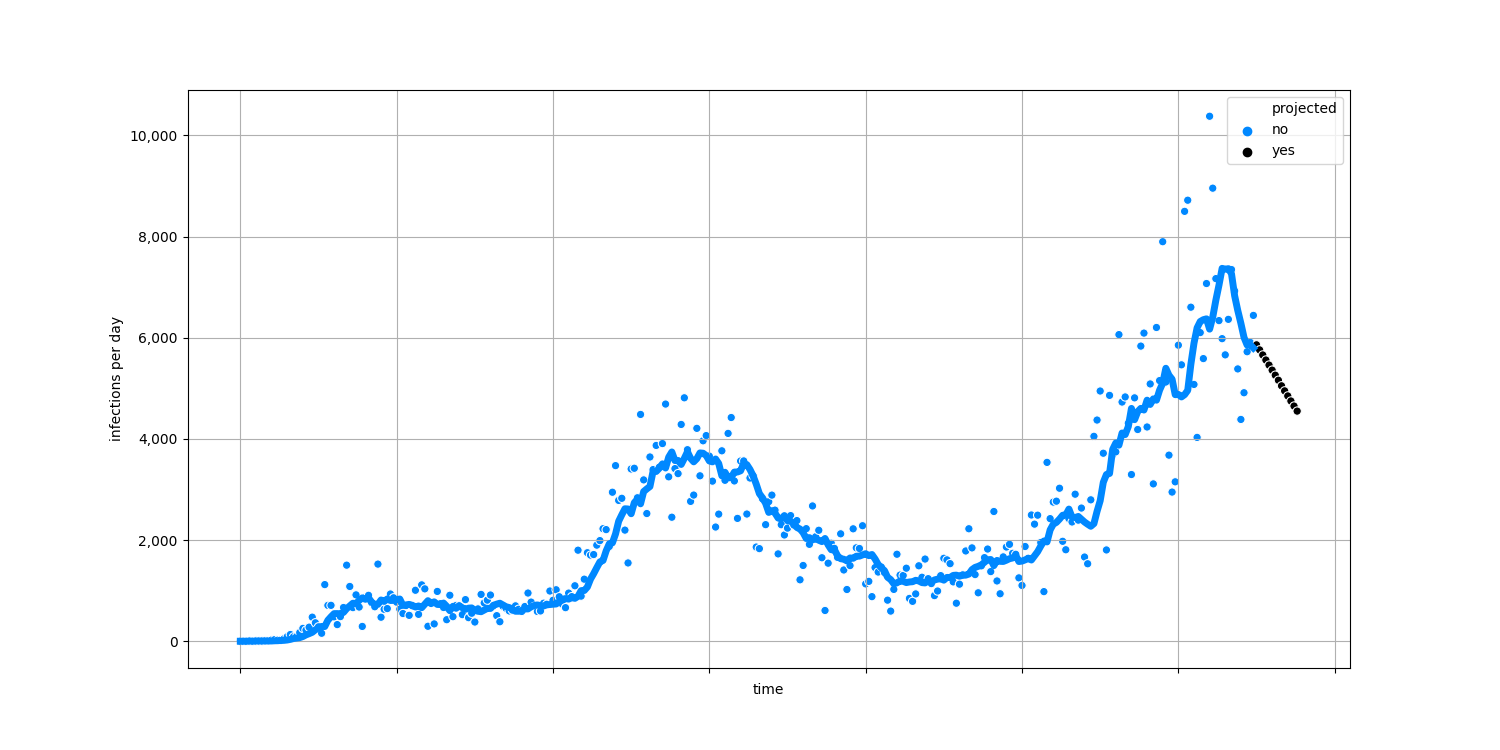 projected
no
yes
10,000
8,000
6,000
4,000
2,000
0
infections per day
time